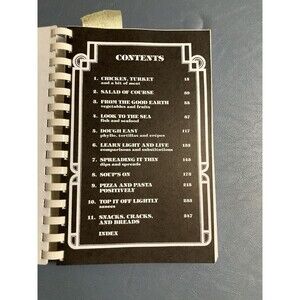 CONTENTS
1. CHICKEN, TURKEY
and a bit of meat
2. SALAD OF COURSE
3. FROM THE GOOD EARTH
vegetables and fruits
4. LOOK TO THE SEA
fish and seafood
5. DOUGH EASY
phyllo, tortillas and crêpes
6. LEARN LIGHT AND LIVE
comparisons and substitutions
7. SPREADING IT THIN
dips and spreads
8. SOUP'S ON
9. PIZZA AND PASTA
POSITIVELY
10. TOP IT OFF LIGHTLY
sauces
11. SNACKS, CRACKS,
AND BREADS 247
INDEX